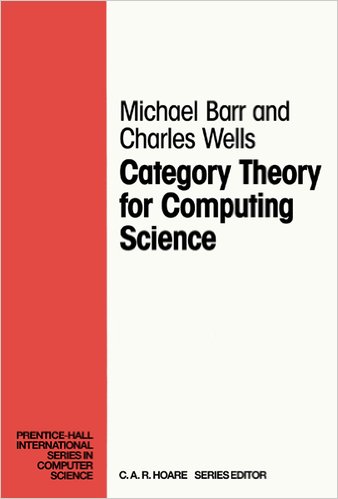 Michael Barr and
Charles Wells
Category Theory
for Computing
Science
PRENTICE-HALL
INTERNATIONAL
SERIES IN
COMPUTER
SCIENCE
C. A. R. HOARE SERIES EDITOR